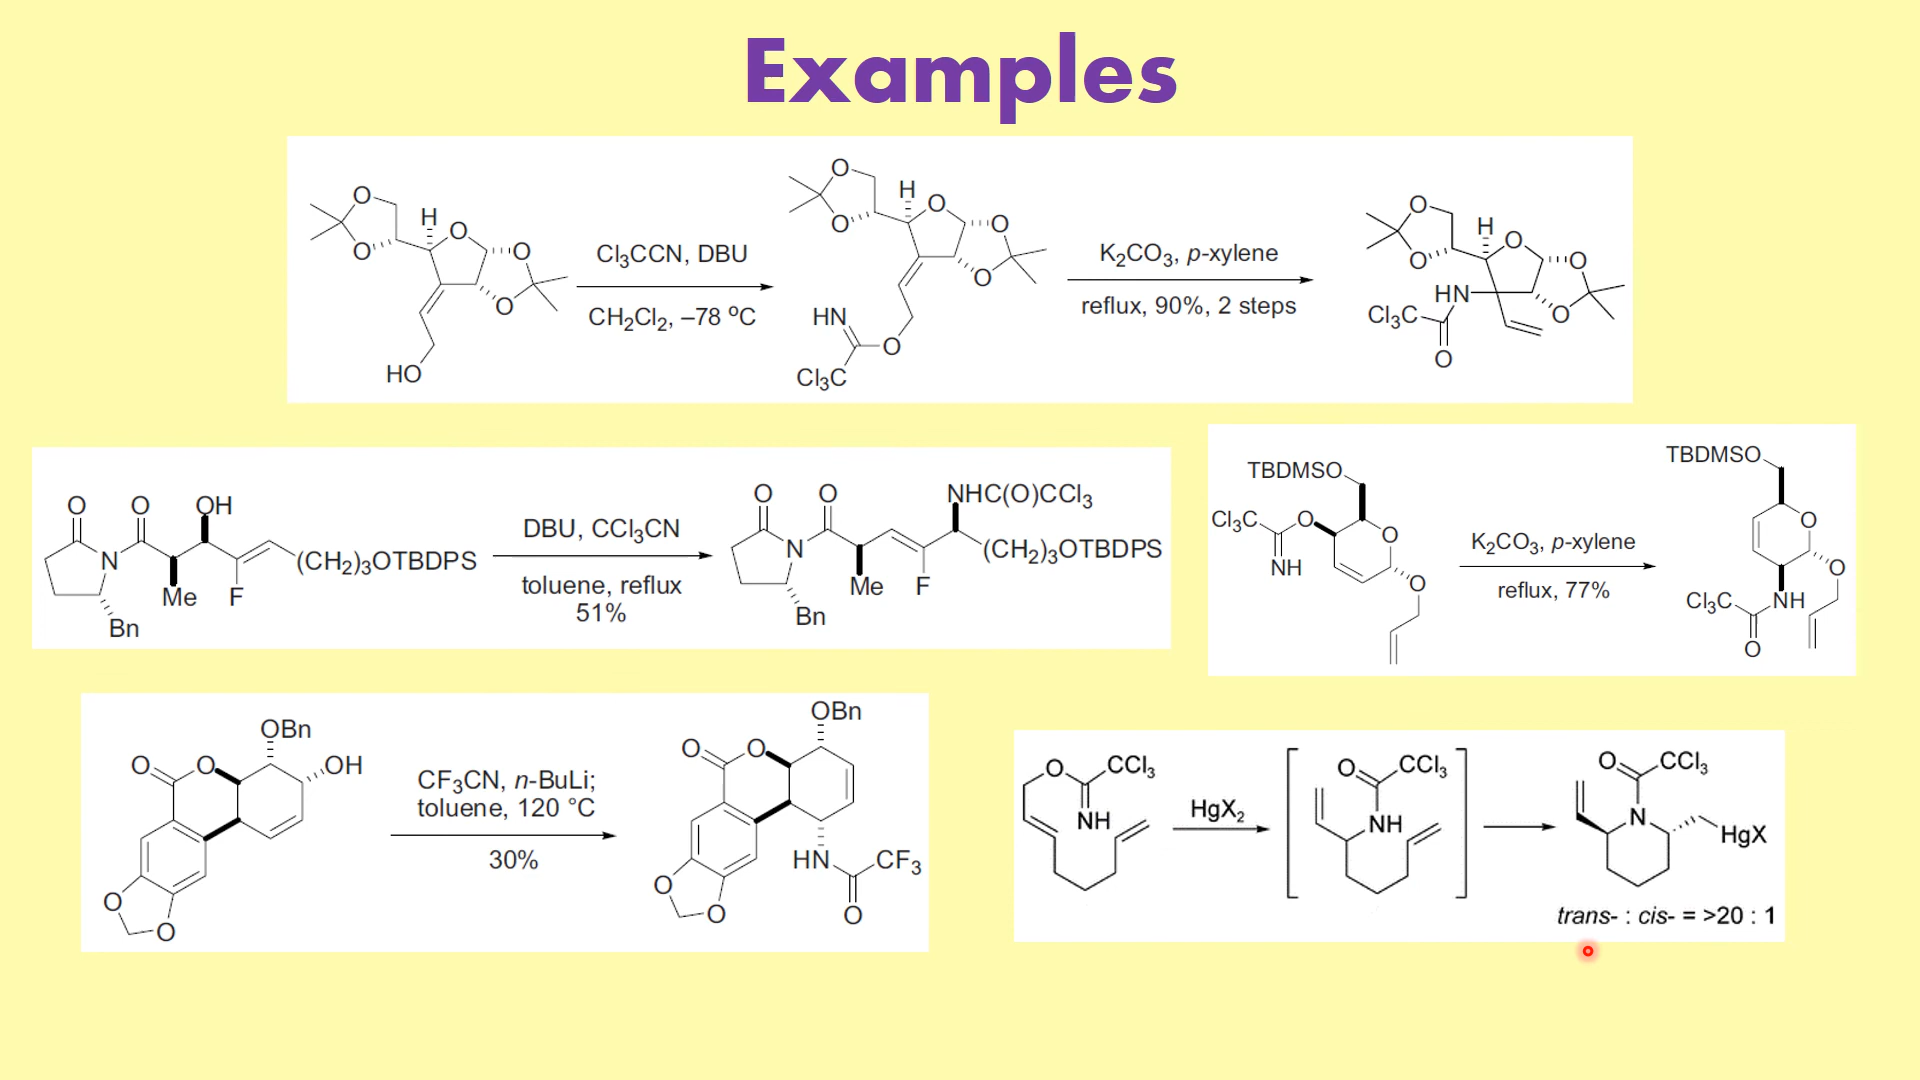 Examples
O
O
H
O
O
O
HO
Cl₃CCN, DBU
CH₂Cl₂, –78 ºC
O
O
H
O
O
O
HN
O
Cl₃C
K₂CO₃, p-xylene
reflux, 90%, 2 steps
O
O
H
O
O
O
HN
Cl₃C
O
O
O
OH
N
(CH₂)₃OTBDPS
Me
F
Bn
DBU, CCl₃CN
toluene, reflux
51%
O
O
NHC(O)CCl₃
N
(CH₂)₃OTBDPS
Me
F
Bn
TBDMSO
Cl₃C
O
O
NH
O
K₂CO₃, p-xylene
reflux, 77%
TBDMSO
O
O
Cl₃C
NH
O
OBn
O
O
OH
O
O
CF₃CN, n-BuLi;
toluene, 120 °C
30%
OBn
O
O
HN
CF₃
O
O
O
O
CCl₃
NH
HgX₂
O
CCl₃
NH
O
CCl₃
N
HgX
trans- : cis- = >20 : 1